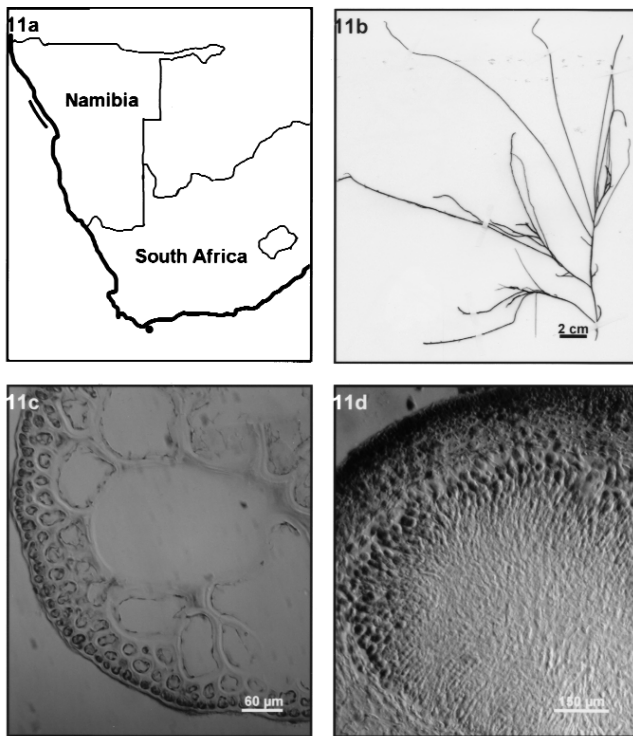 11a
Namibia
South Africa
11b
2 cm
11c
60 µm
11d
150 µm